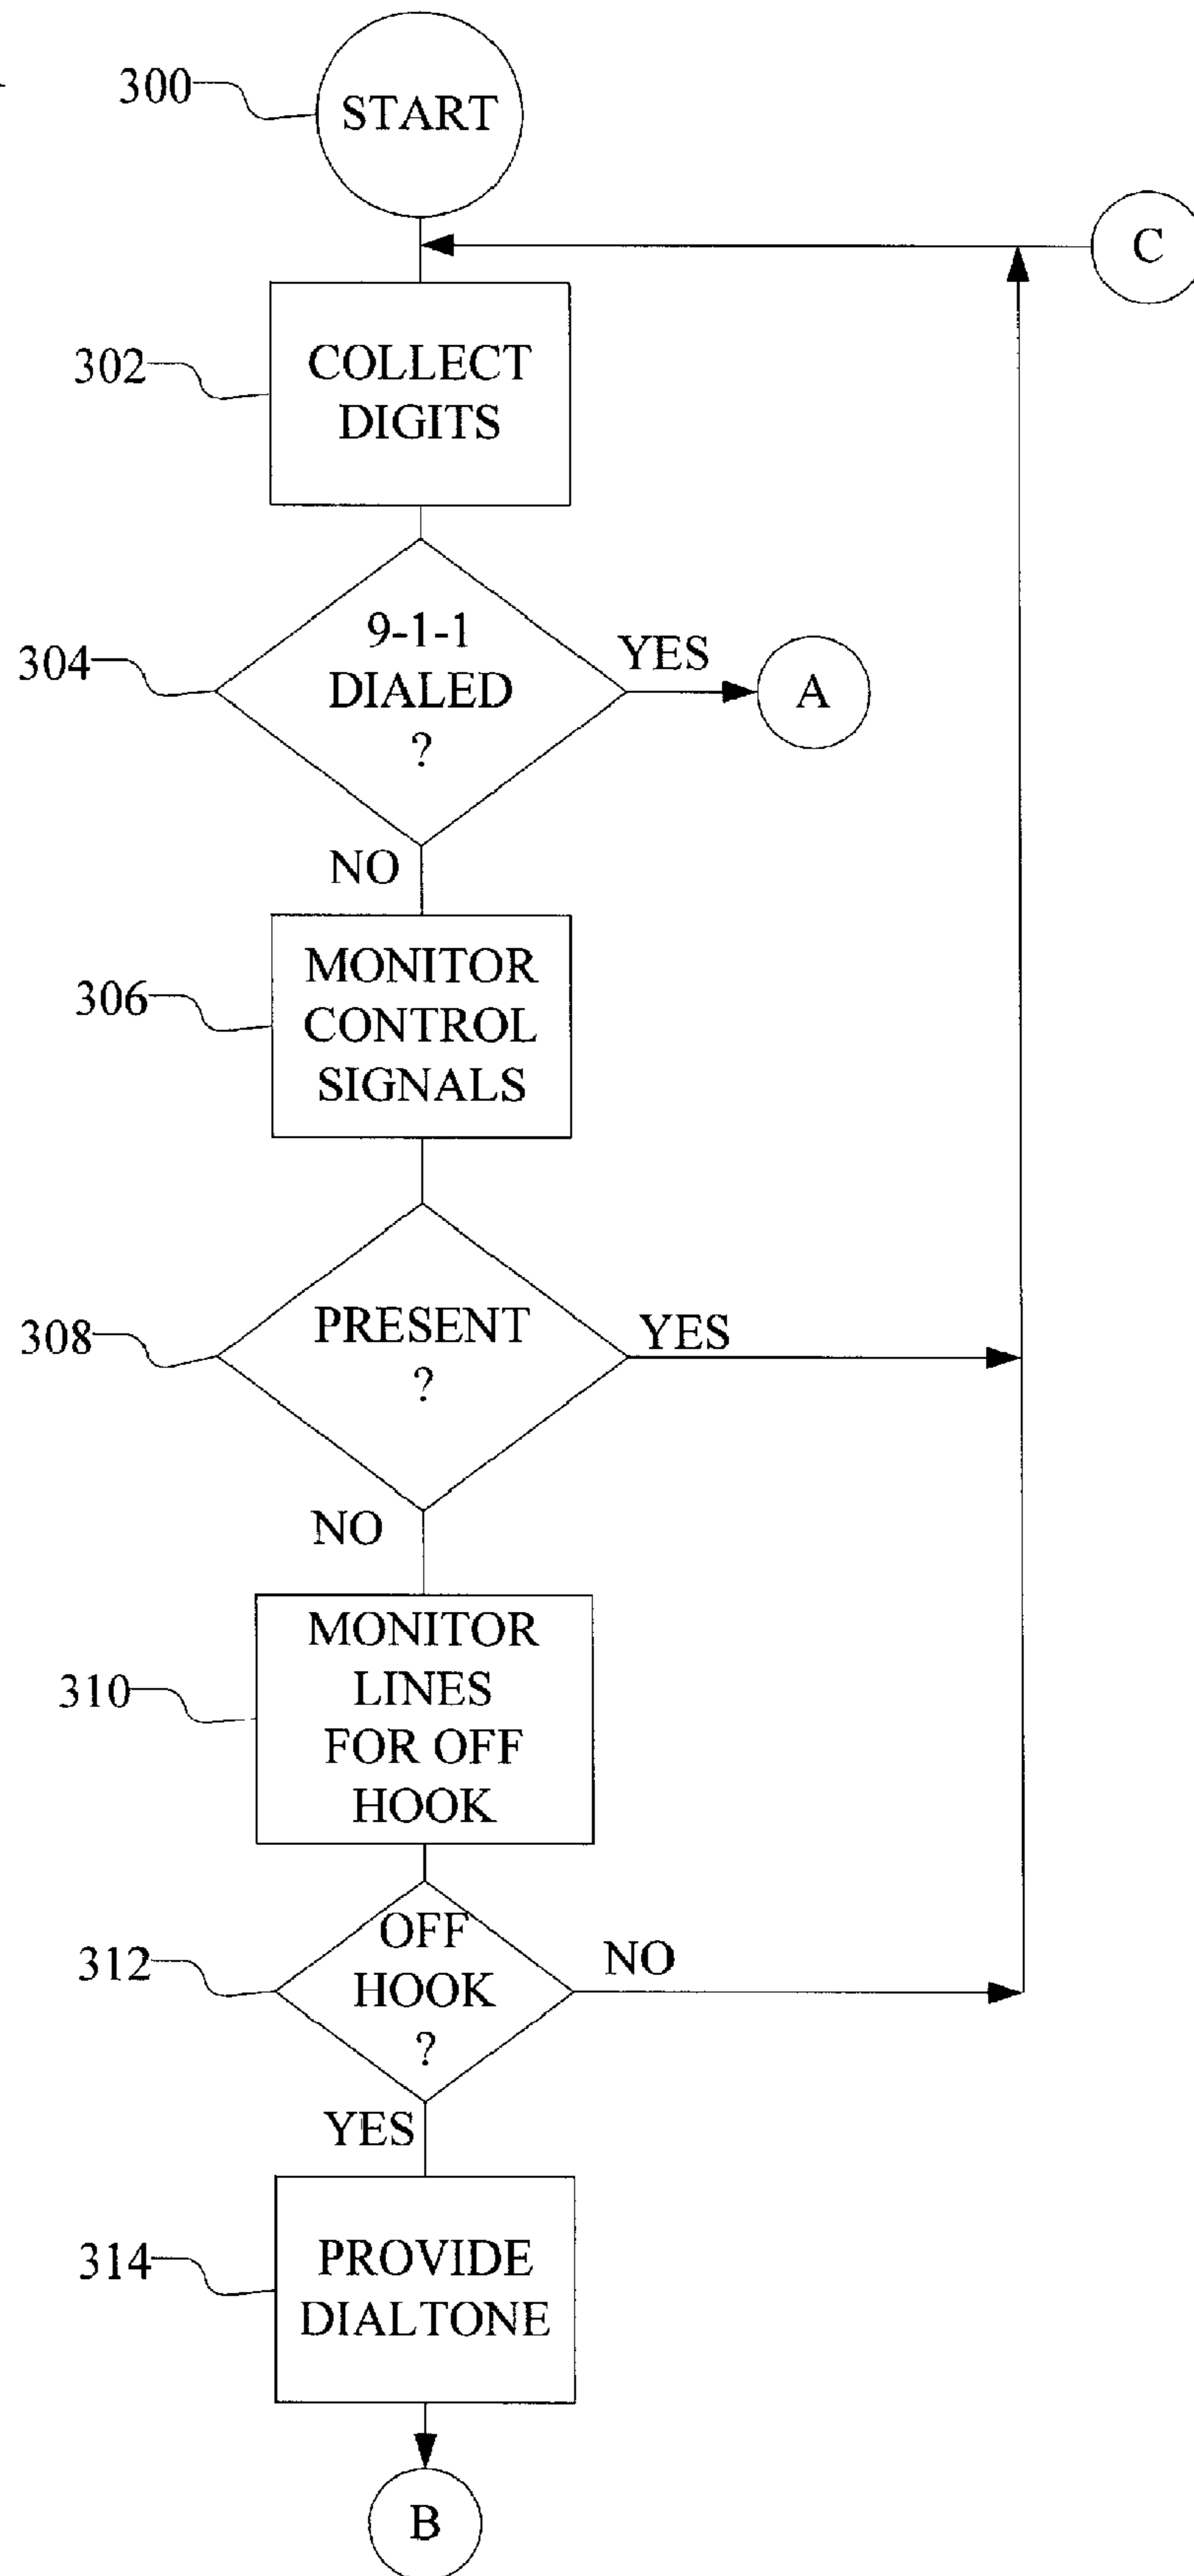 300
START
C
302
COLLECT
DIGITS
304
9-1-1
DIALED
?
YES
A
NO
306
MONITOR
CONTROL
SIGNALS
308
PRESENT
?
YES
NO
310
MONITOR
LINES
FOR OFF
HOOK
312
OFF
HOOK
?
NO
YES
314
PROVIDE
DIALTONE
B